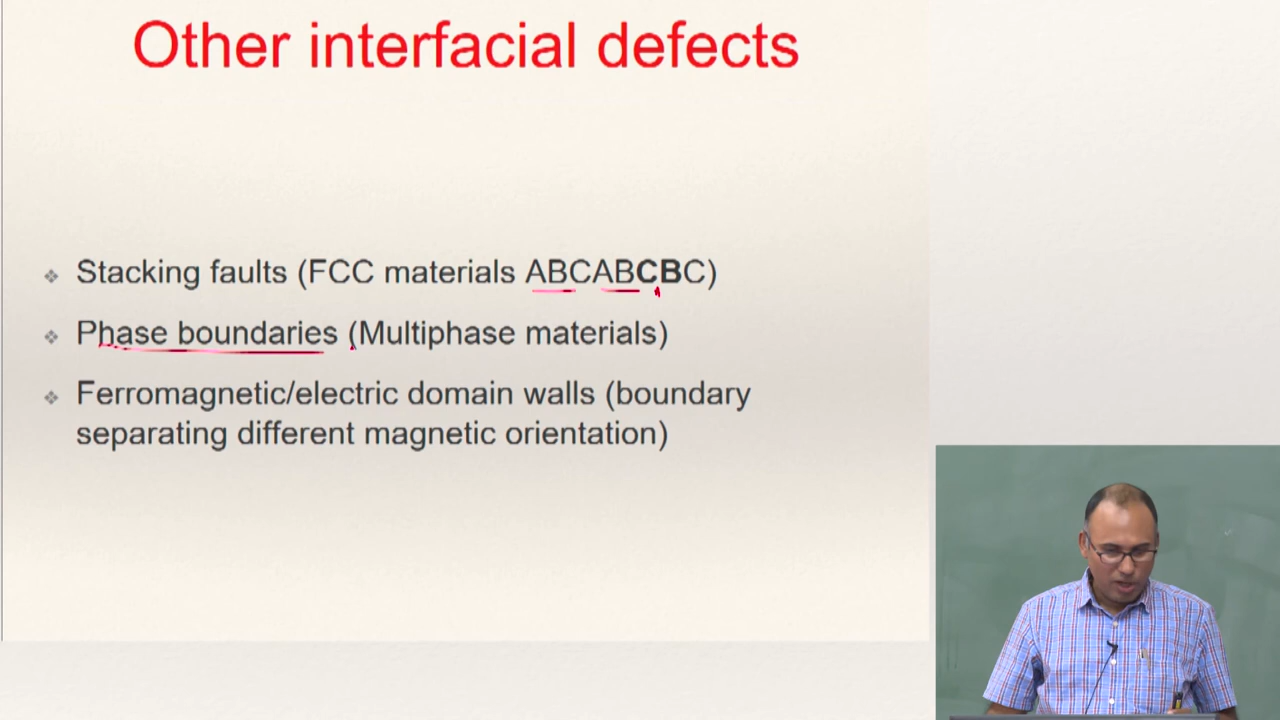 Other interfacial defects
Stacking faults (FCC materials ABCABCBC)
Phase boundaries (Multiphase materials)
Ferromagnetic/electric domain walls (boundary
separating different magnetic orientation)